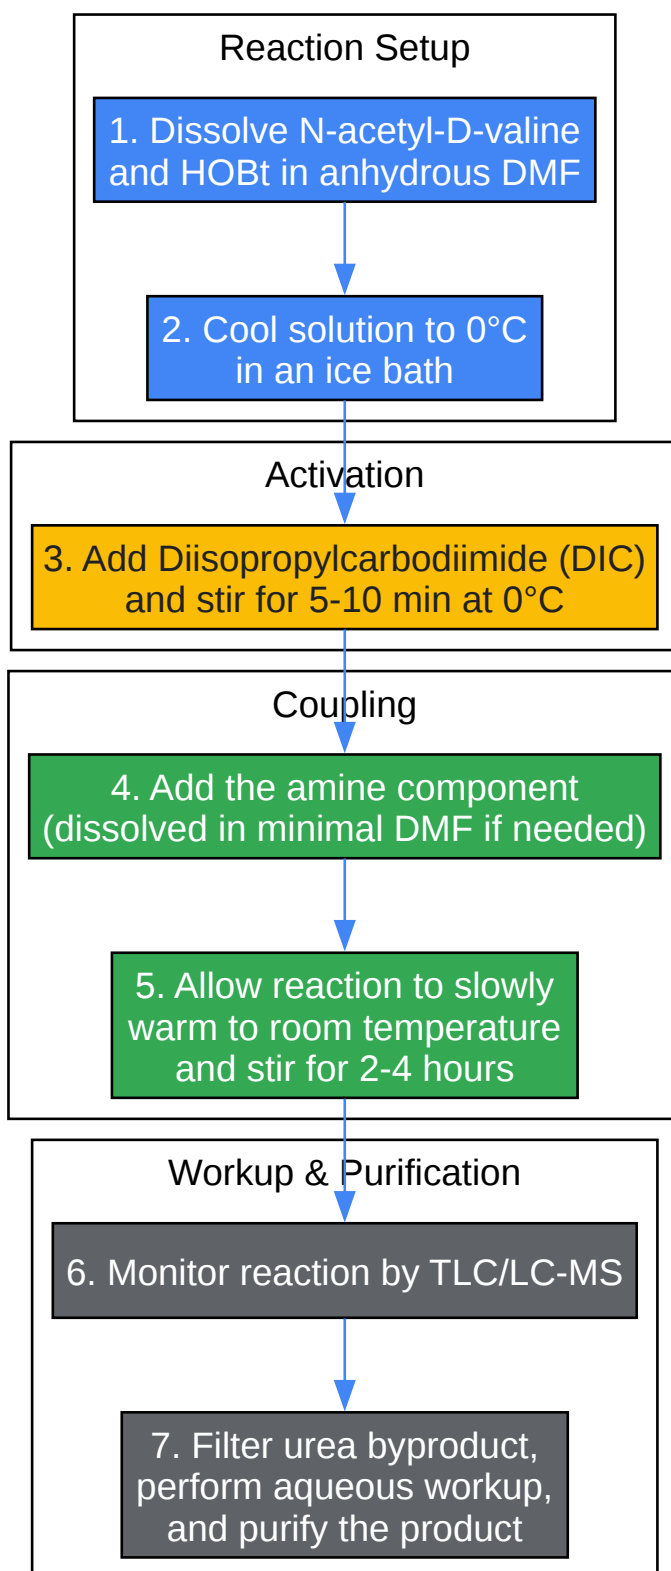 Reaction Setup
1. Dissolve N-acetyl-D-valine
and HOBt in anhydrous DMF
2. Cool solution to 0°C
in an ice bath
Activation
3. Add Diisopropylcarbodiimide (DIC)
and stir for 5-10 min at 0°C
Coupling
4. Add the amine component
(dissolved in minimal DMF if needed)
5. Allow reaction to slowly
warm to room temperature
and stir for 2-4 hours
Workup & Purification
6. Monitor reaction by TLC/LC-MS
7. Filter urea byproduct,
perform aqueous workup,
and purify the product